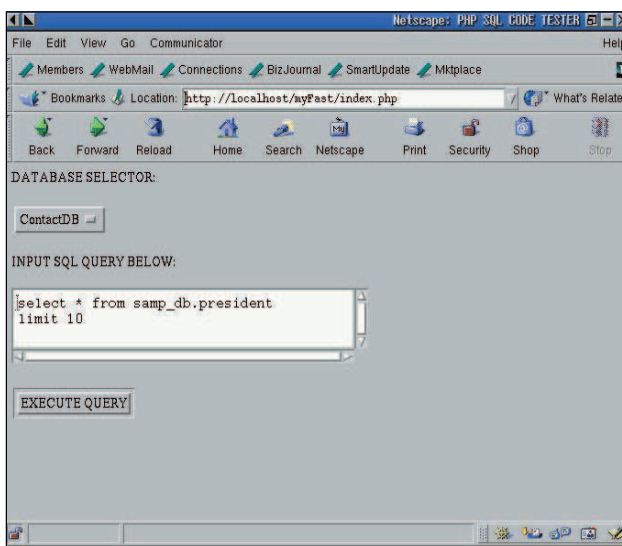 Netscape: PHP SQL CODE TESTER
File Edit View Go Communicator Help
Members WebMail Connections BizJournal SmartUpdate Mktplace
Bookmarks Location: http://localhost/myFast/index.php What's Relate
Back Forward Reload Home Search Netscape Print Security Shop Stop
DATABASE SELECTOR:
ContactDB
INPUT SQL QUERY BELOW:
select * from samp_db.president
limit 10
EXECUTE QUERY